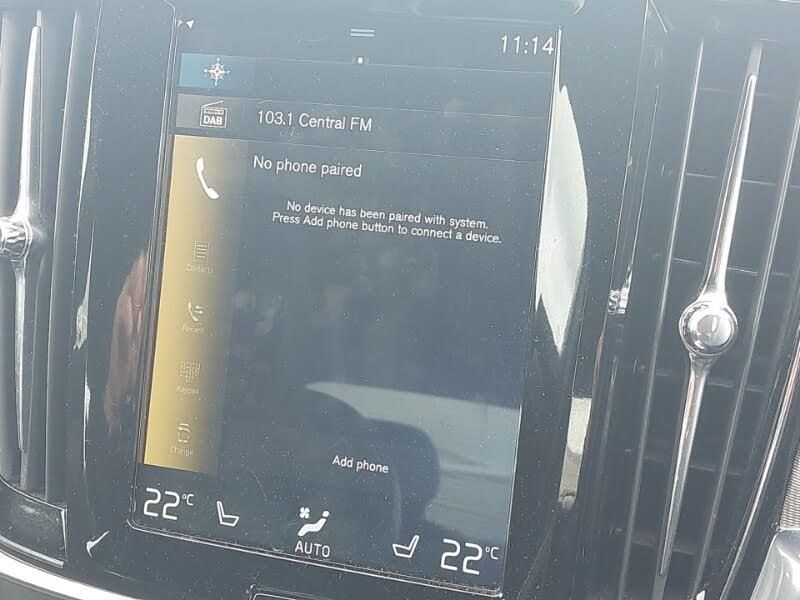 11:14
DAB
103.1 Central FM
No phone paired
No device has been paired with system.
Press Add phone button to connect a device.
Contacts
Recent
Keypad
Change
Add phone
22°C
AUTO
22°C